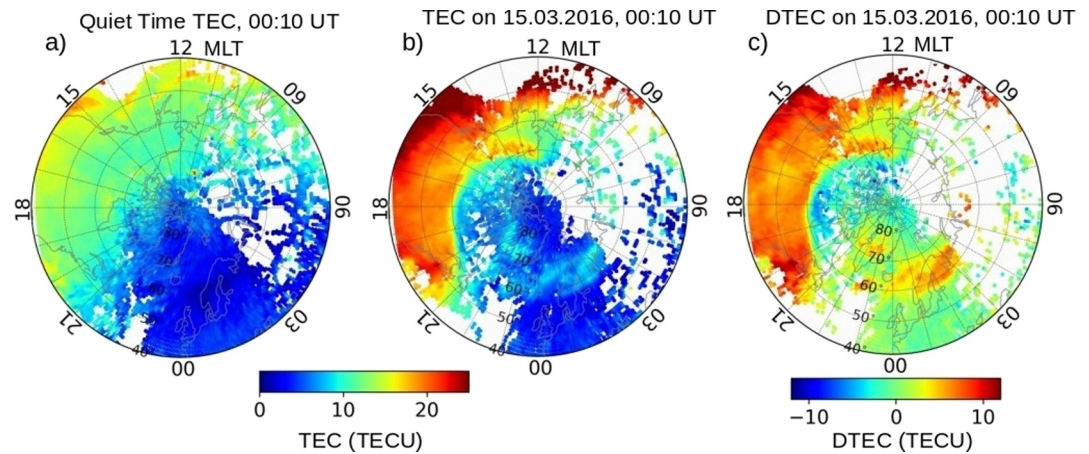 Quiet Time TEC, 00:10 UT
a)
12 MLT
15
09
18
06
21
03
00
80°
70°
60°
50°
40°
TEC on 15.03.2016, 00:10 UT
b)
12 MLT
15
09
18
06
21
03
00
80°
70°
60°
50°
40°
DTEC on 15.03.2016, 00:10 UT
c)
12 MLT
15
09
18
06
21
03
00
80°
70°
60°
50°
40°
0 10 20
TEC (TECU)
−10 0 10
DTEC (TECU)